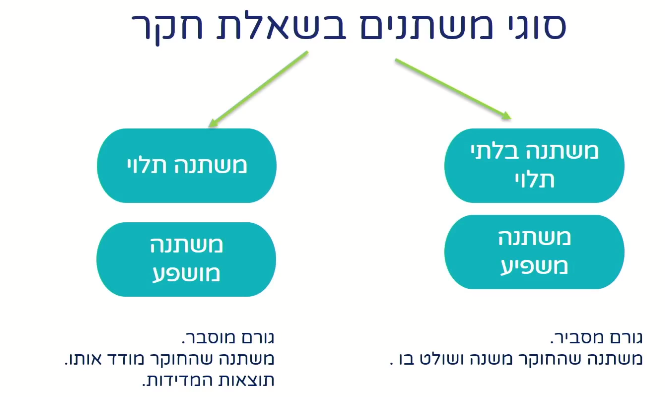 סוגי משתנים בשאלת חקר
משתנה בלתי
תלוי
משתנה
משפיע
גורם מסביר.
משתנה שהחוקר משנה ושולט בו .
משתנה תלוי
משתנה
מושפע
גורם מוסבר.
משתנה שהחוקר מודד אותו.
תוצאות המדידות.